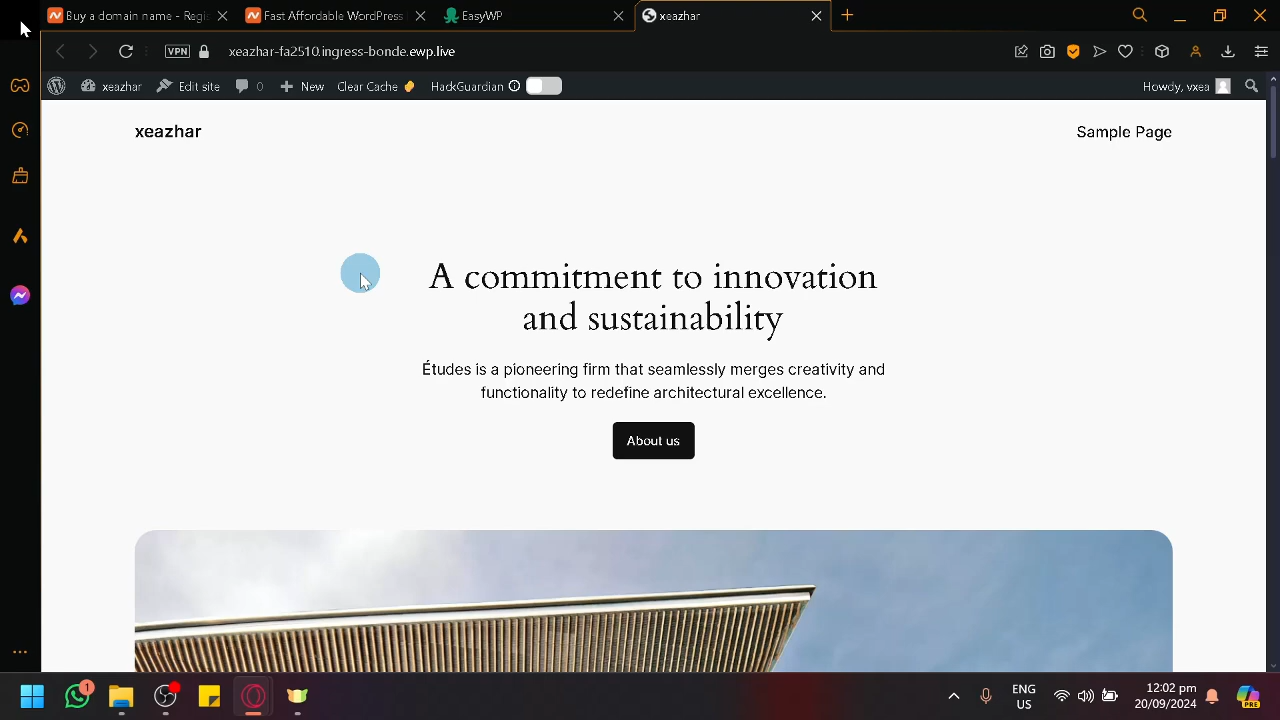 Buy a domain name - Regis
Fast Affordable WordPress
EasyWP
xeazhar
VPN
xeazhar-fa2510.ingress-bonde.ewp.live
xeazhar
Edit site
0
New
Clear Cache
HackGuardian
Howdy, vxea
xeazhar
Sample Page
A commitment to innovation
and sustainability
Études is a pioneering firm that seamlessly merges creativity and
functionality to redefine architectural excellence.
About us
1
ENG
US
12:02 pm
20/09/2024
PRE